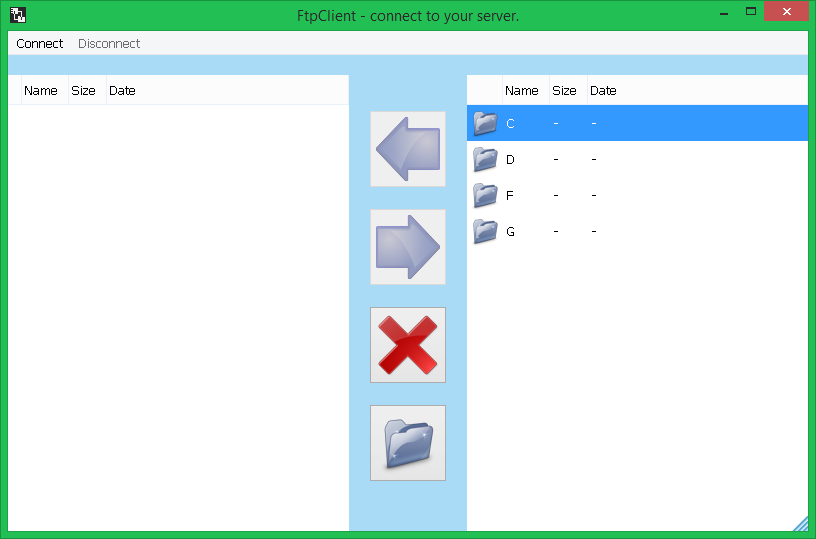 FtpClient - connect to your server.
Connect Disconnect
Name Size Date
Name Size Date
C - -
D - -
F - -
G - -